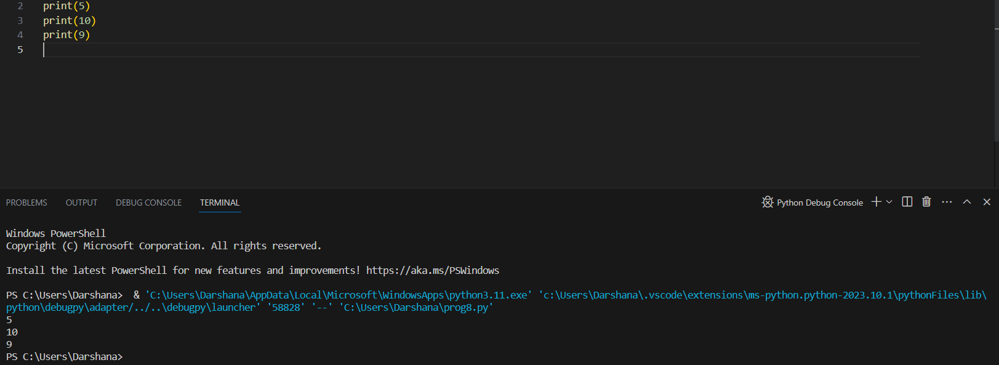 2 print(5)
3 print(10)
4 print(9)
5
PROBLEMS OUTPUT DEBUG CONSOLE TERMINAL Python Debug Console
Windows PowerShell
Copyright (C) Microsoft Corporation. All rights reserved.
Install the latest PowerShell for new features and improvements! https://aka.ms/PSWindows
PS C:\Users\Darshana>  & 'C:\Users\Darshana\AppData\Local\Microsoft\WindowsApps\python3.11.exe' 'c:\Users\Darshana\.vscode\extensions\ms-python.python-2023.10.1\pythonFiles\lib\
python\debugpy\adapter/../..\debugpy\launcher' '58828' '--' 'C:\Users\Darshana\prog8.py'
5
10
9
PS C:\Users\Darshana>